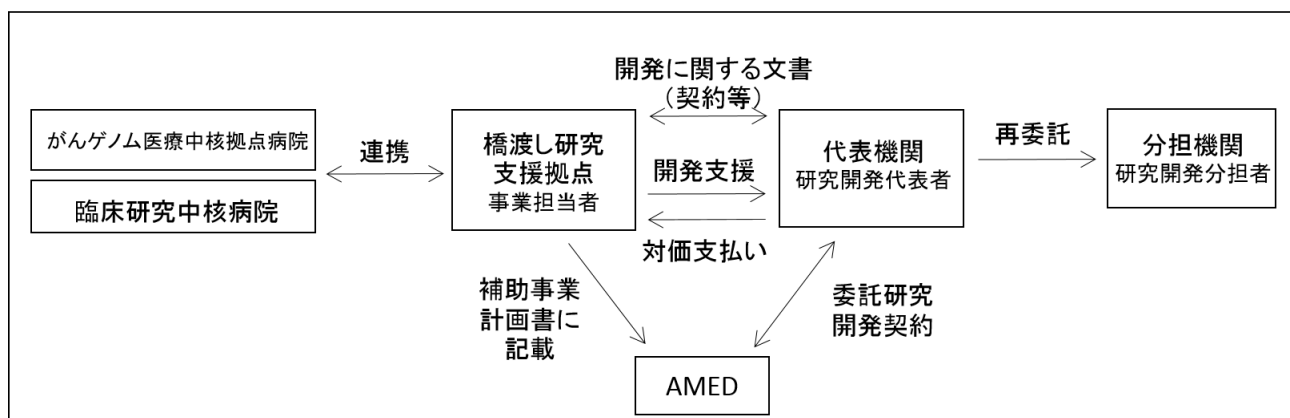 開発に関する文書
（契約等）
がんゲノム医療中核拠点病院
臨床研究中核病院
連携
橋渡し研究
支援拠点
事業担当者
開発支援
対価支払い
代表機関
研究開発代表者
再委託
分担機関
研究開発分担者
補助事業
計画書に
記載
委託研究
開発契約
AMED